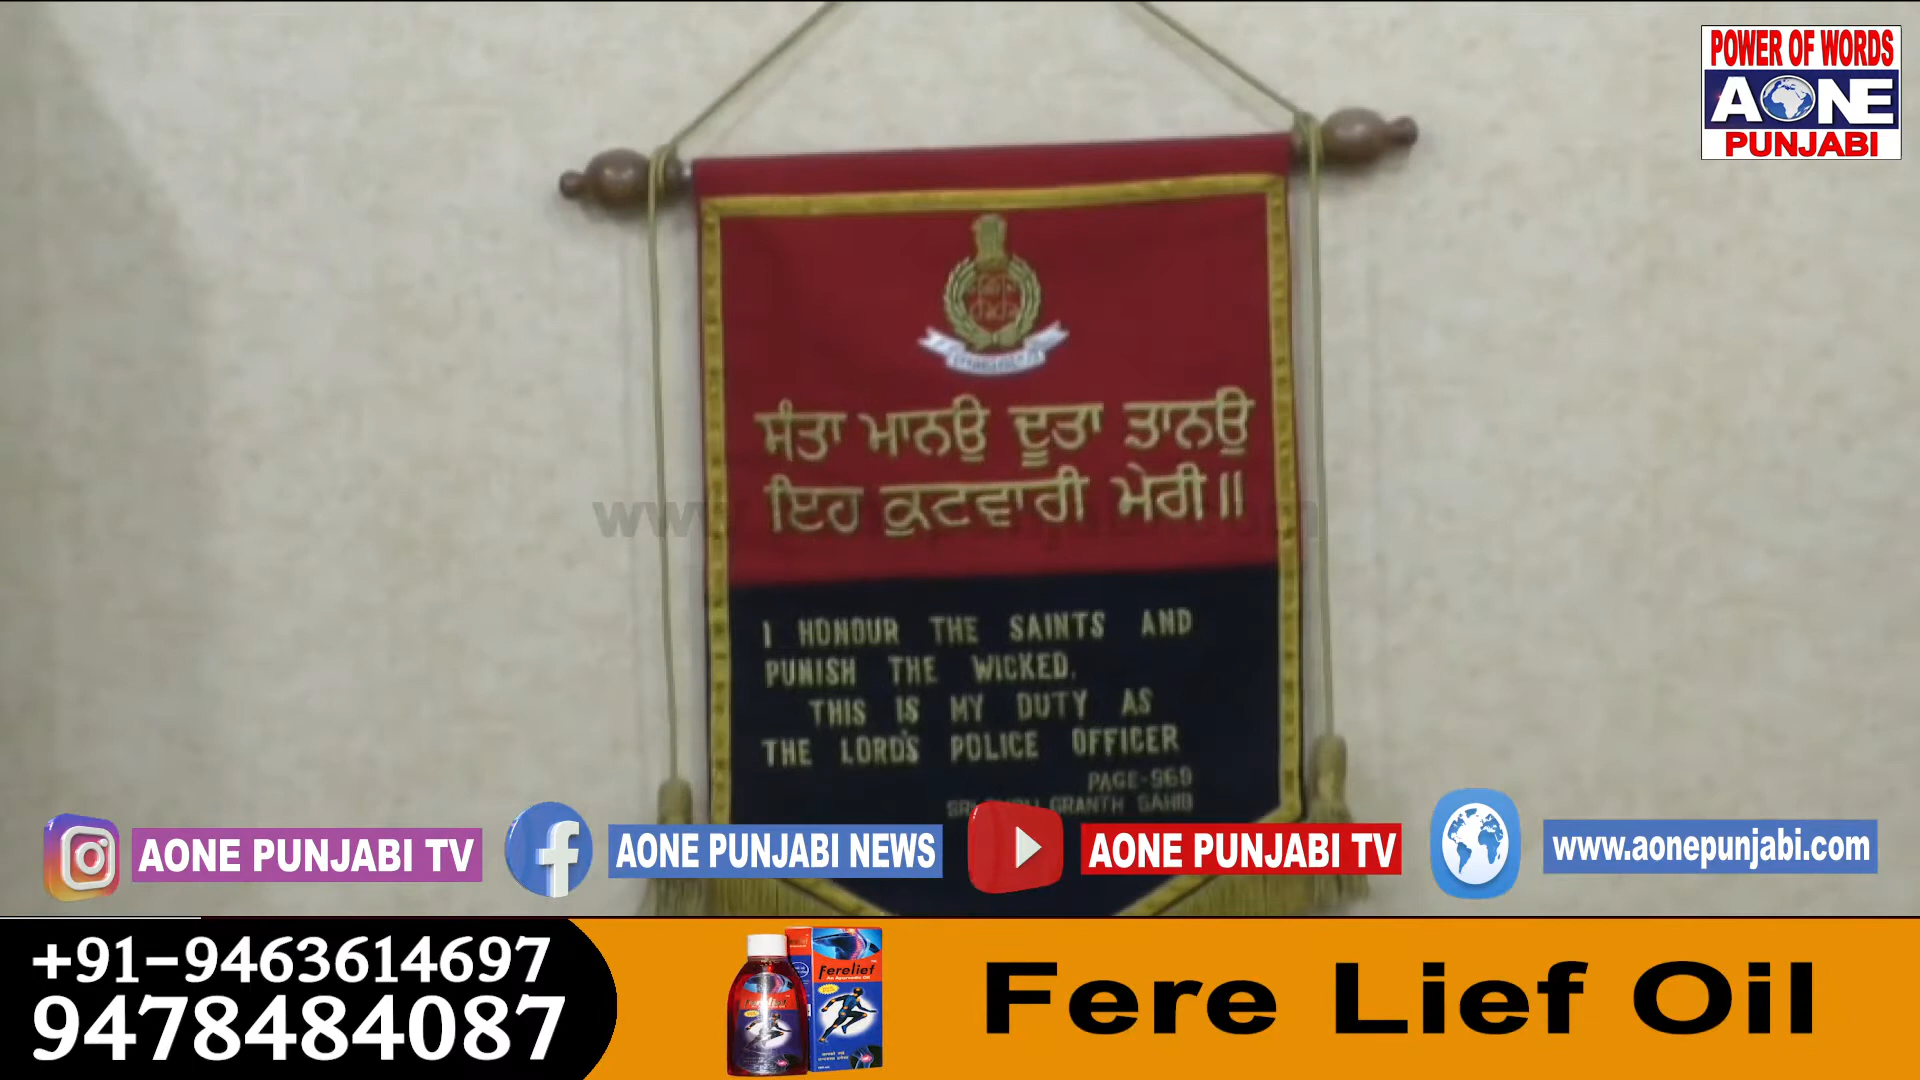 POWER OF WORDS
AONE
PUNJABI
ਸੰਤਾ ਮਾਨਉ ਦੂਤਾ ਡਾਨਉ
ਇਹ ਕੁਟਵਾਰੀ ਮੇਰੀ॥
I HONOUR THE SAINTS AND
PUNISH THE WICKED.
THIS IS MY DUTY AS
THE LORD'S POLICE OFFICER
PAGE-969
GRANTH SAHIB
AONE PUNJABI TV
AONE PUNJABI NEWS
AONE PUNJABI TV
www.aonepunjabi.com
+91-9463614697
9478484087
Ferelief
Fere Lief Oil